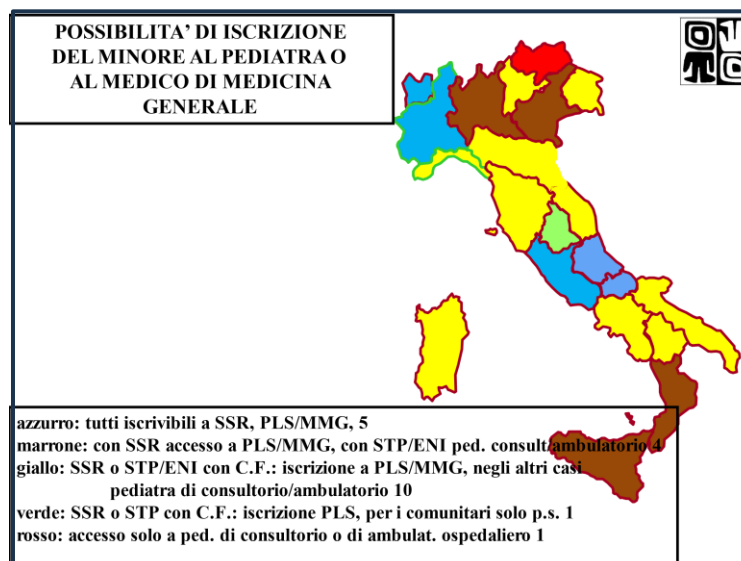 POSSIBILITA’ DI ISCRIZIONE
DEL MINORE AL PEDIATRA O
AL MEDICO DI MEDICINA
GENERALE
azzurro: tutti iscrivibili a SSR, PLS/MMG, 5
marrone: con SSR accesso a PLS/MMG, con STP/ENI ped. consult/ambulatorio 4
giallo: SSR o STP/ENI con C.F.: iscrizione a PLS/MMG, negli altri casi
pediatra di consultorio/ambulatorio 10
verde: SSR o STP con C.F.: iscrizione PLS, per i comunitari solo p.s. 1
rosso: accesso solo a ped. di consultorio o di ambulat. ospedaliero 1